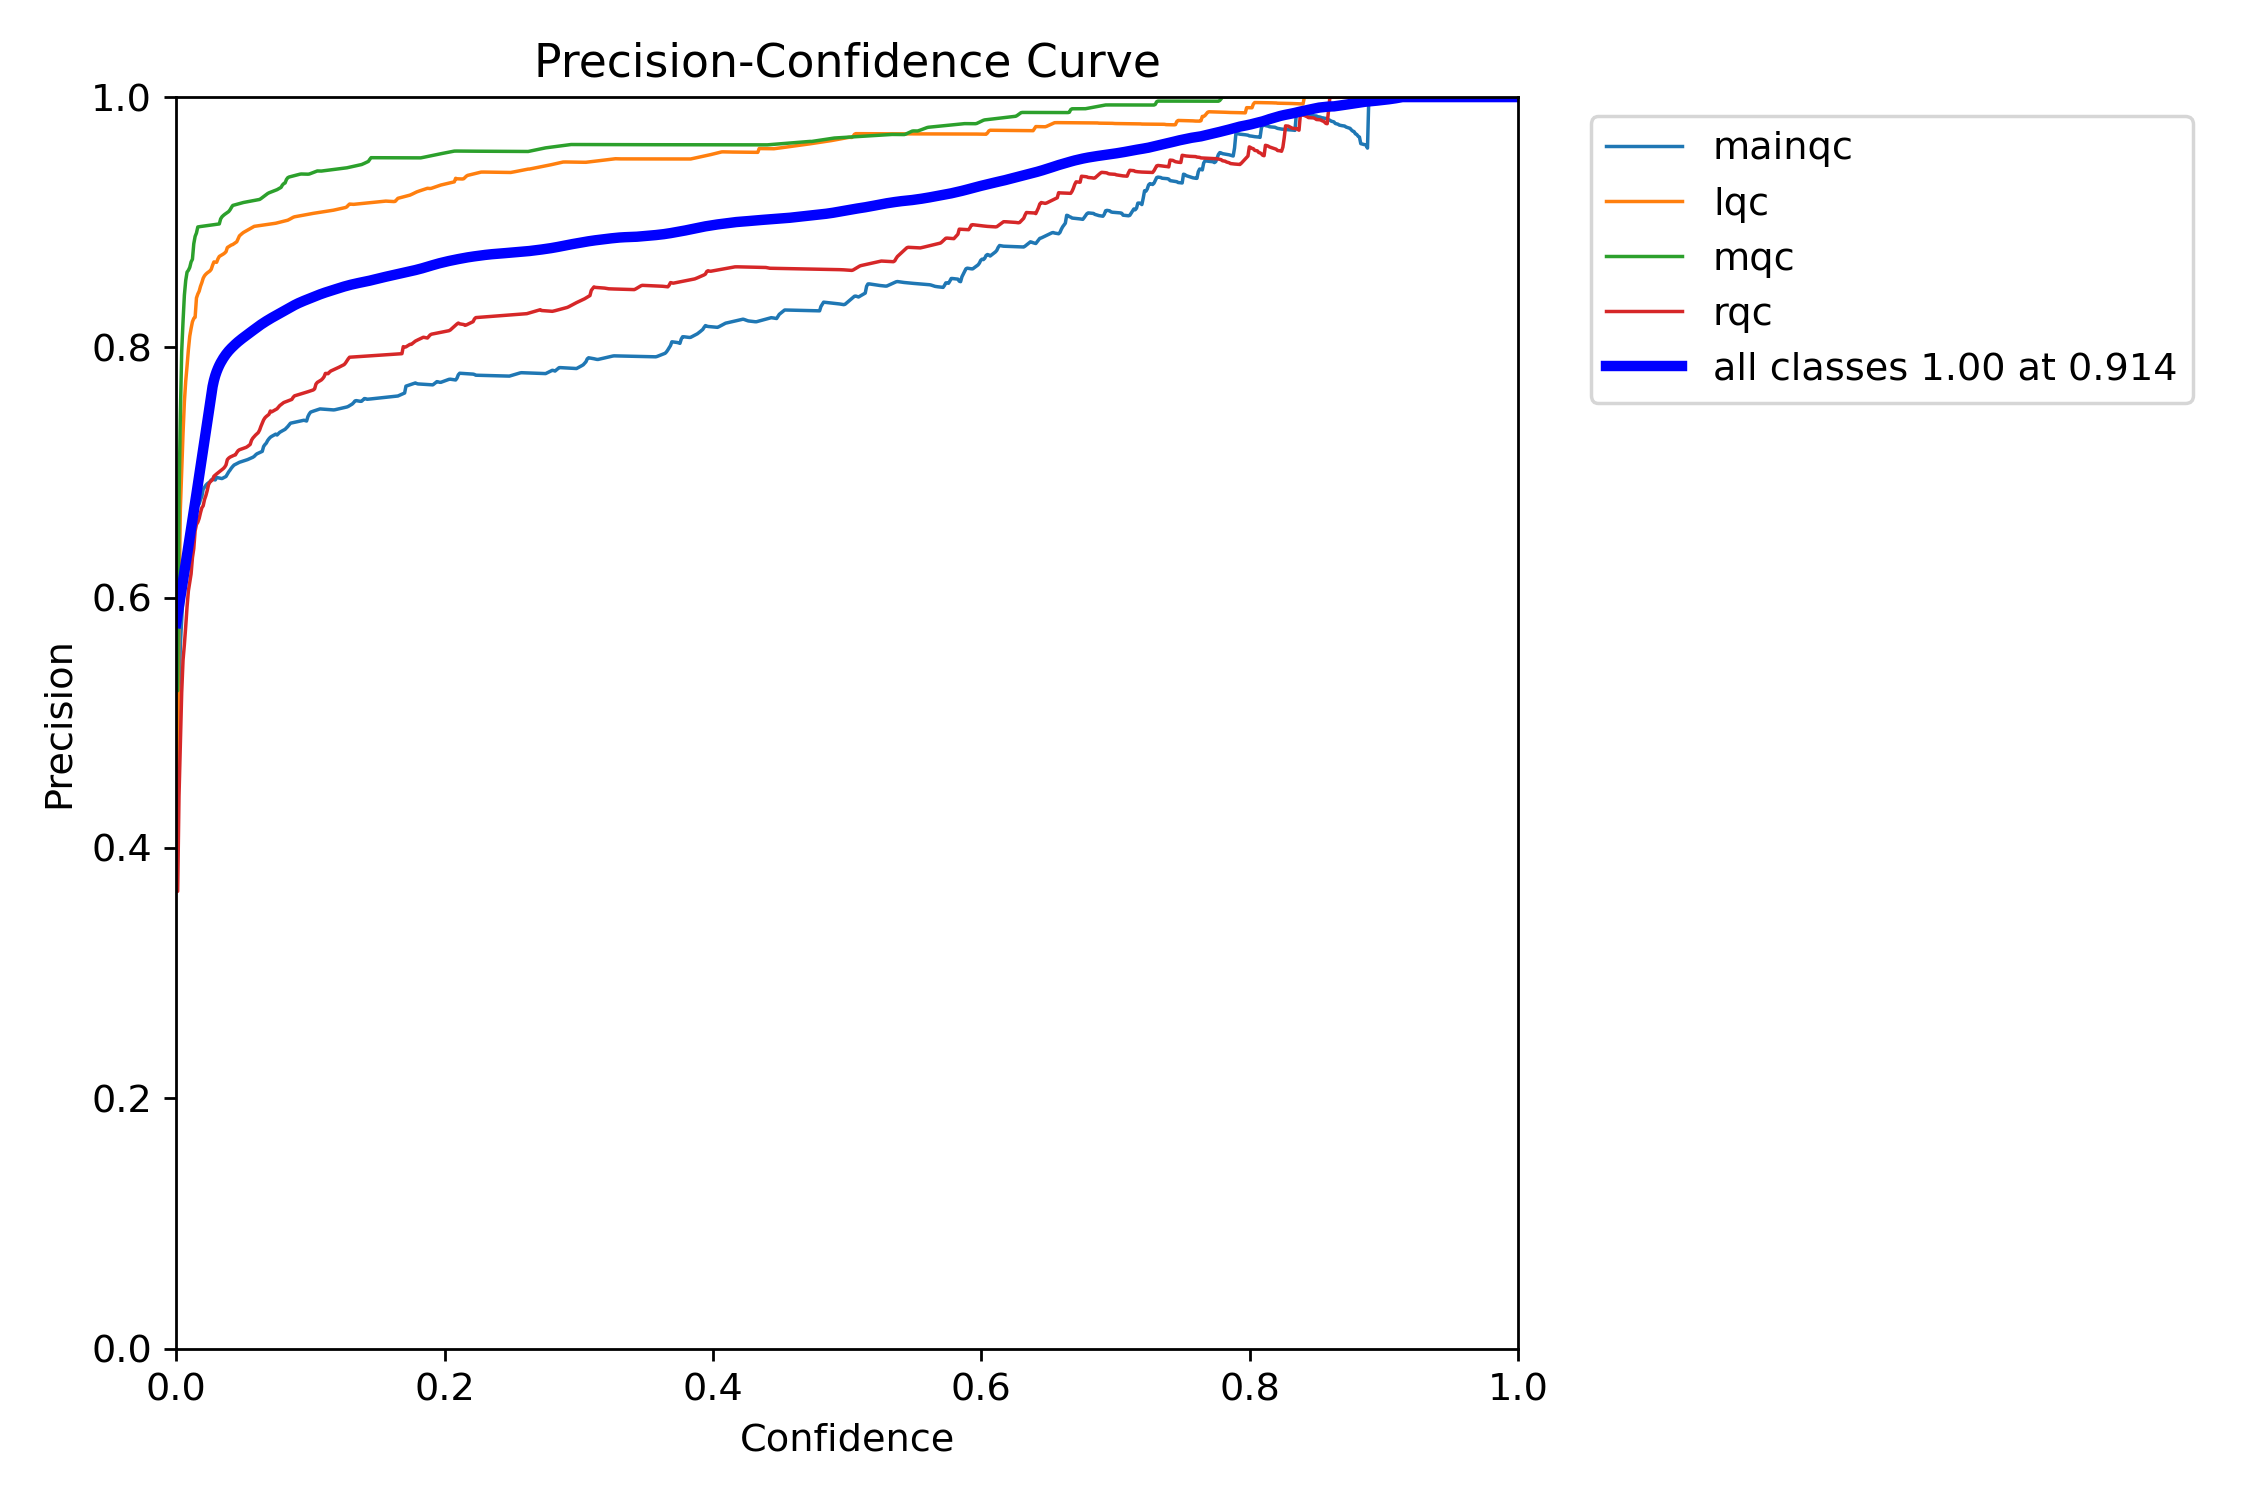 Precision-Confidence Curve
1.0
0.8
0.6
0.4
0.2
0.0
Precision
0.0 0.2 0.4 0.6 0.8 1.0
Confidence
mainqc
lqc
mqc
rqc
all classes 1.00 at 0.914